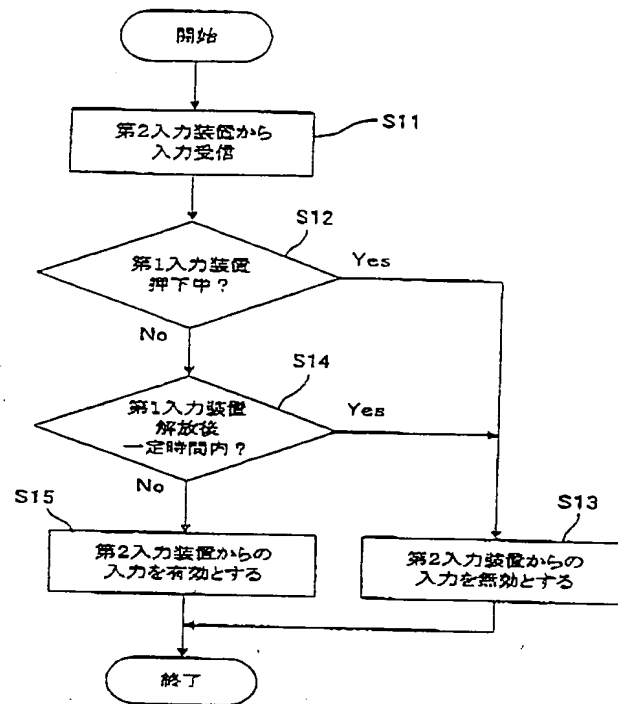 開始
第2入力装置から
入力受信
S11
S12
第1入力装置
押下中？
Yes
No
S14
第1入力装置
解放後
一定時間内？
Yes
No
S15
第2入力装置からの
入力を有効とする
S13
第2入力装置からの
入力を無効とする
終了